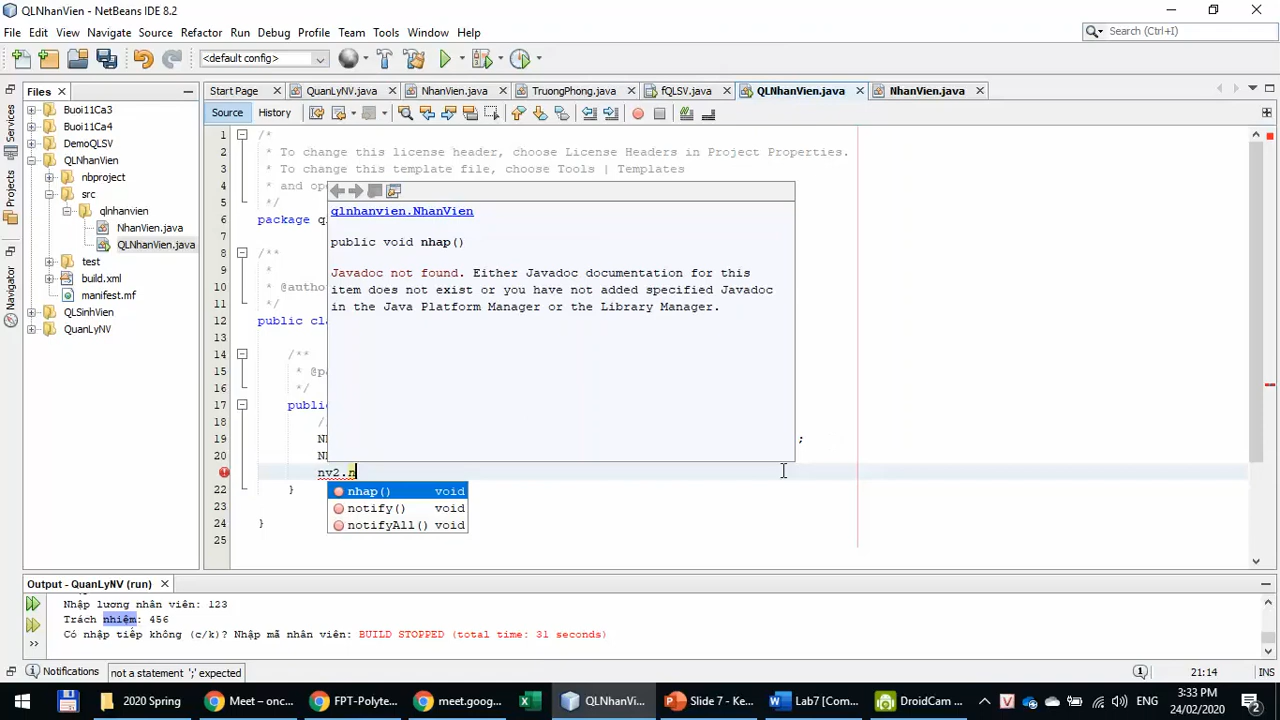 QLNhanVien - NetBeans IDE 8.2
File Edit View Navigate Source Refactor Run Debug Profile Team Tools Window Help
Search (Ctrl+I)
<default config>
Files
Start Page QuanLyNV.java NhanVien.java TruongPhong.java fQLSV.java QLNhanVien.java NhanVien.java
Source History
Services
Projects
Navigator
Buoi11Ca3
Buoi11Ca4
DemoQLSV
QLNhanVien
nbproject
src
qlnhanvien
NhanVien.java
QLNhanVien.java
test
build.xml
manifest.mf
QLSinhVien
QuanLyNV
1 /*
2 * To change this license header, choose License Headers in Project Properties.
3 * To change this template file, choose Tools | Templates
4 * and op
5 */
6 package q
7
8 /**
9 *
10 * @auth
11 */
12 public cl
13
14 /**
15 * @p
16 */
17 publi
18 /
19 N ;
20 N
nv2.n
22 }
23
24 }
25
qlnhanvien.NhanVien
public void nhap()
Javadoc not found. Either Javadoc documentation for this
item does not exist or you have not added specified Javadoc
in the Java Platform Manager or the Library Manager.
nhap() void
notify() void
notifyAll() void
Output - QuanLyNV (run)
Nhập lương nhân viên: 123
Trách nhiệm: 456
Có nhập tiếp không (c/k)? Nhập mã nhân viên: BUILD STOPPED (total time: 31 seconds)
Notifications not a statement ';' expected 21:14 INS
2020 Spring Meet – onc... FPT-Polyte... meet.goog... QLNhanVi... Slide 7 - Ke... Lab7 [Com... DroidCam ... ENG
3:33 PM
24/02/2020
2